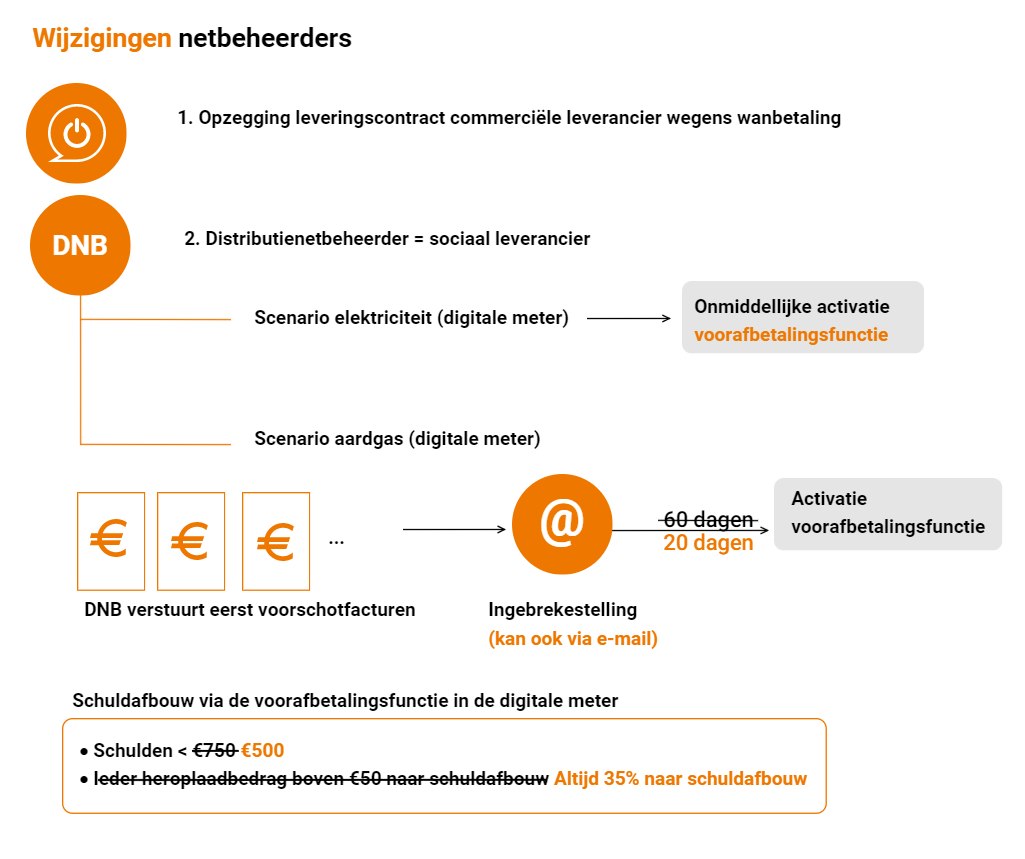 Wijzigingen netbeheerders
1. Opzegging leveringscontract commerciële leverancier wegens wanbetaling
DNB
2. Distributienetbeheerder = sociaal leverancier
Scenario elektriciteit (digitale meter)
Onmiddellijke activatie
voorafbetalingsfunctie
Scenario aardgas (digitale meter)
€ € € ...
@
60 dagen
20 dagen
Activatie
voorafbetalingsfunctie
DNB verstuurt eerst voorschotfacturen
Ingebrekestelling
(kan ook via e-mail)
Schuldafbouw via de voorafbetalingsfunctie in de digitale meter
• Schulden < €750 €500
• Ieder heroplaadbedrag boven €50 naar schuldafbouw Altijd 35% naar schuldafbouw